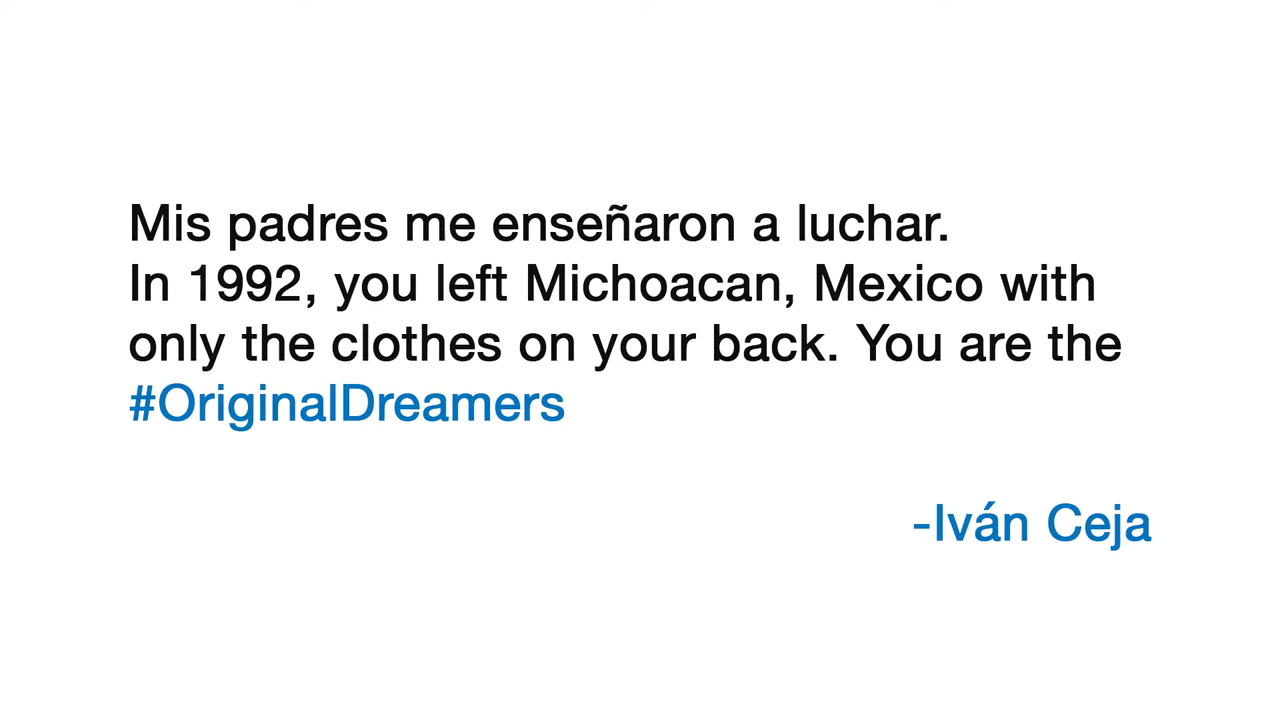 Mis padres me enseñaron a luchar.
In 1992, you left Michoacan, Mexico with
only the clothes on your back. You are the
#OriginalDreamers
-Iván Ceja